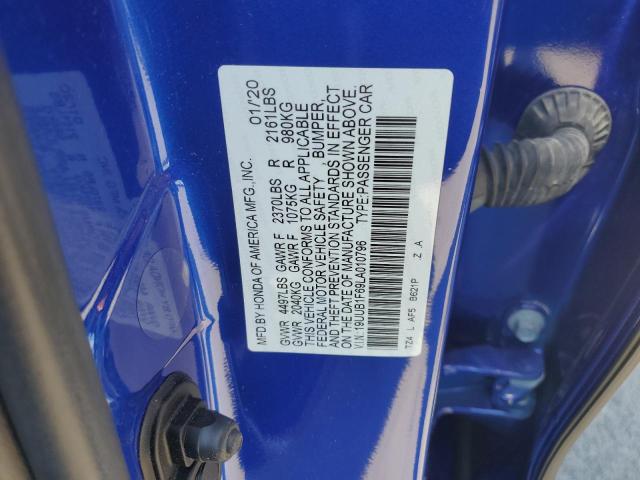 MFD.BY HONDA OF AMERICA MFG.,INC. 01/'20
GVWR 4497LBS GAWR F 2370LBS R 2161LBS
GVWR 2040KG GAWR F 1075KG R 980KG
THIS VEHICLE CONFORMS TO ALL APPLICABLE
FEDERAL MOTOR VEHICLE SAFETY , BUMPER,
AND THEFT PREVENTION STANDARDS IN EFFECT
ON THE DATE OF MANUFACTURE SHOWN ABOVE.
V.I.N: 19UUB1F69LA010796 TYPE:PASSENGER CAR
TZ4 L AF5 B621P Z A